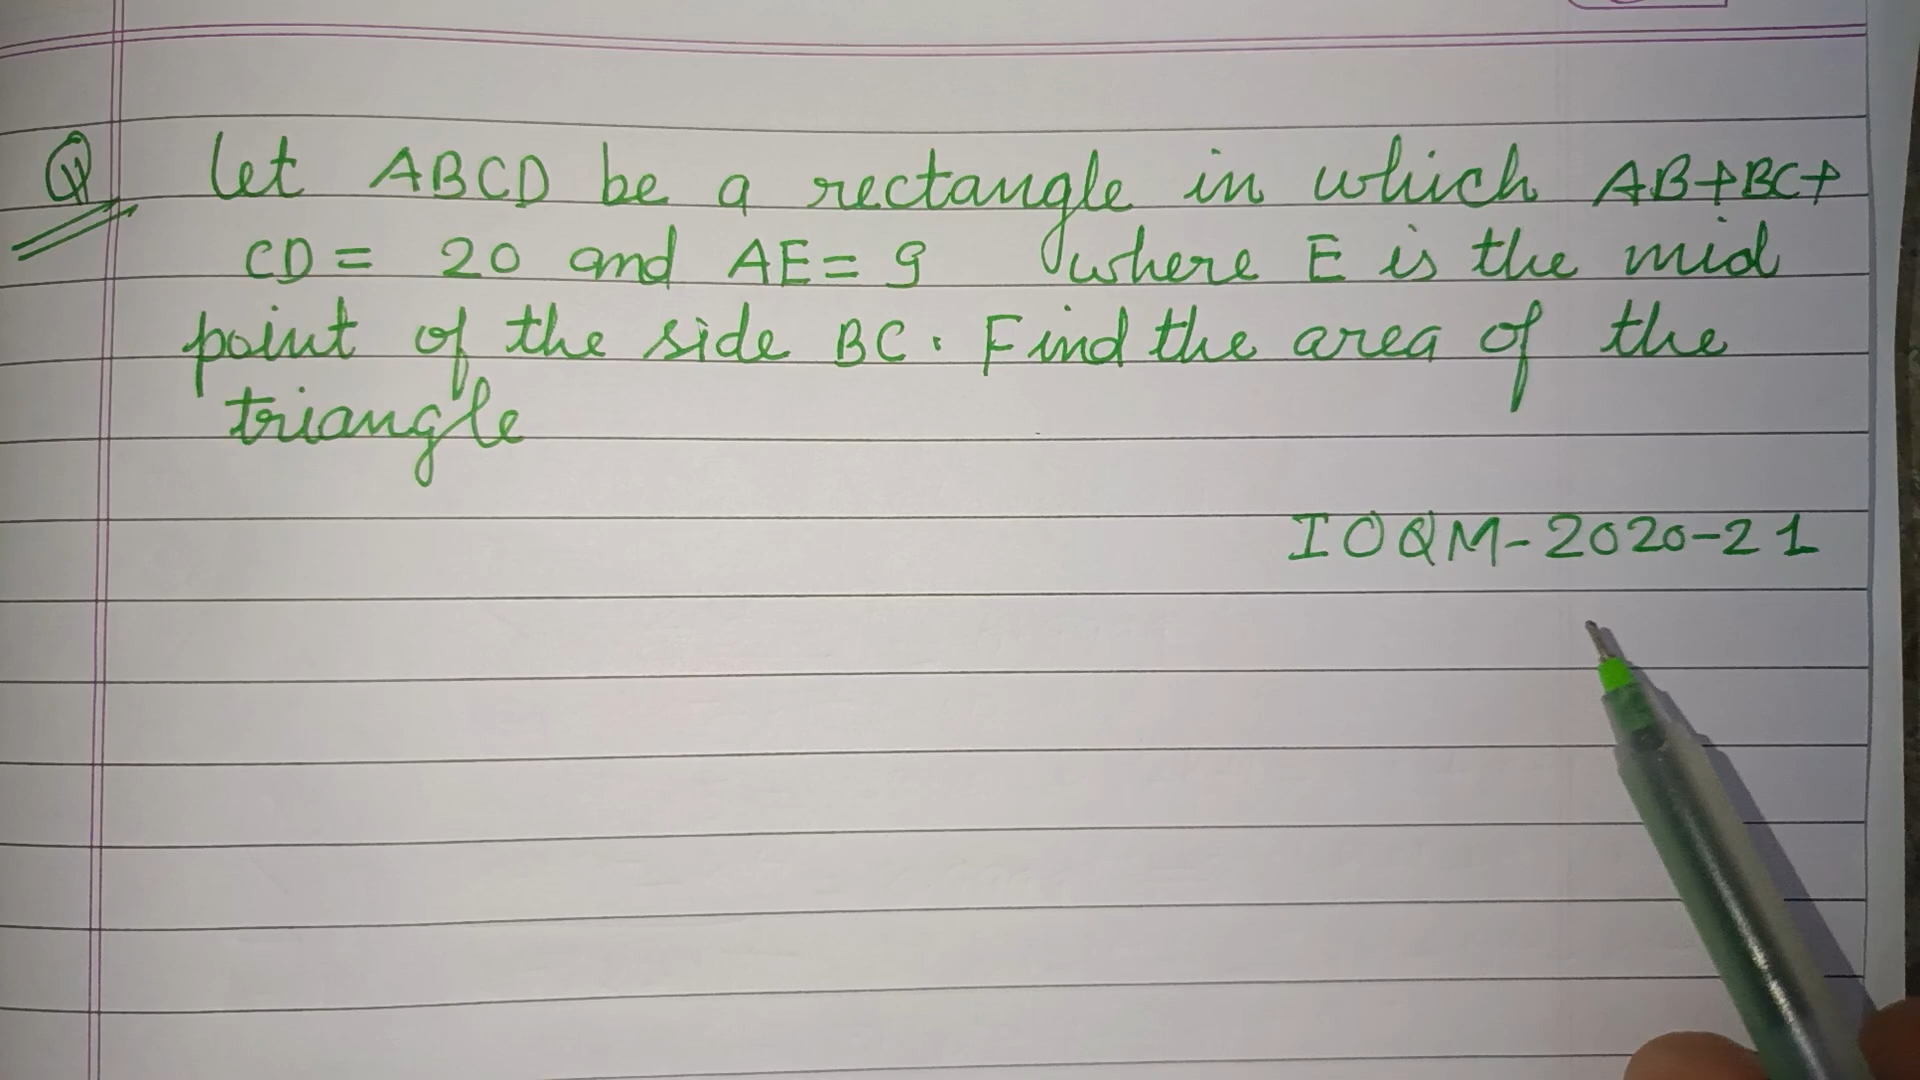 Q Let ABCD be a rectangle in which AB+BC+
CD = 20 and AE = 9 where E is the mid
point of the side BC. Find the area of the
triangle
IOQM-2020-21